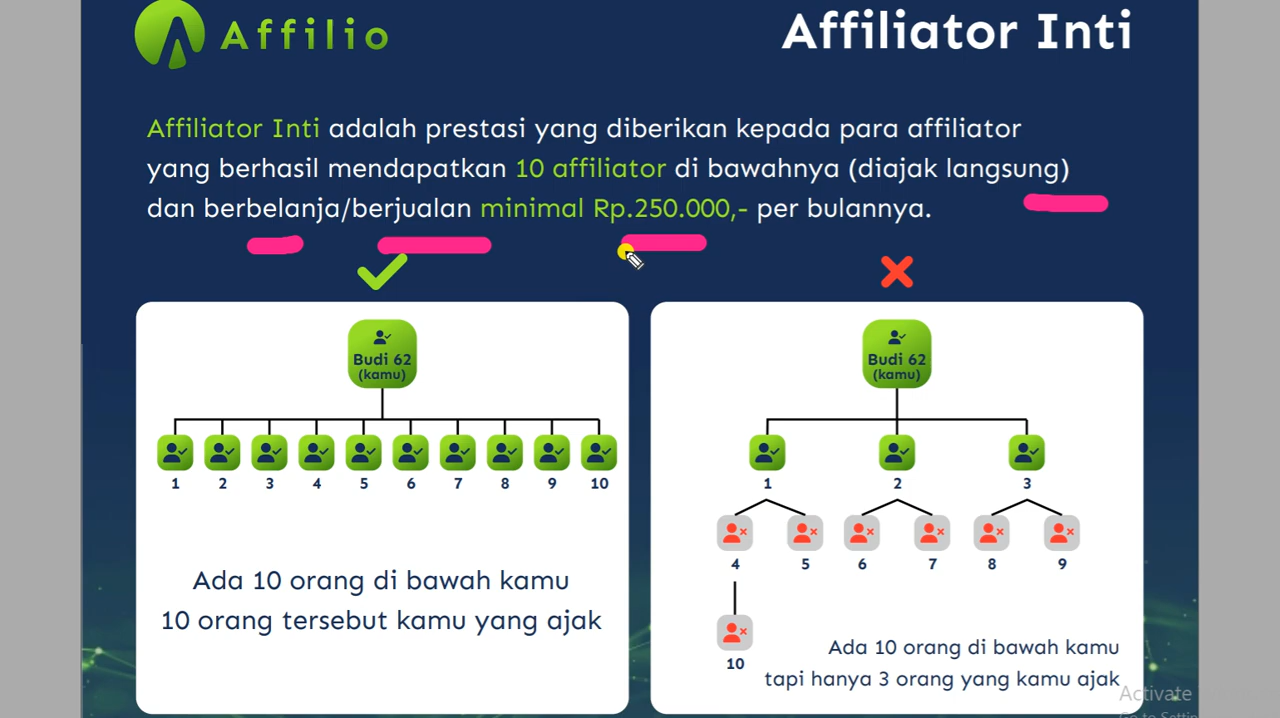 Affilio
Affiliator Inti
Affiliator Inti adalah prestasi yang diberikan kepada para affiliator
yang berhasil mendapatkan 10 affiliator di bawahnya (diajak langsung)
dan berbelanja/berjualan minimal Rp.250.000,- per bulannya.
Budi 62
(kamu)
1 2 3 4 5 6 7 8 9 10
Ada 10 orang di bawah kamu
10 orang tersebut kamu yang ajak
Budi 62
(kamu)
1 2 3
4 5 6 7 8 9
10
Ada 10 orang di bawah kamu
tapi hanya 3 orang yang kamu ajak
Activate